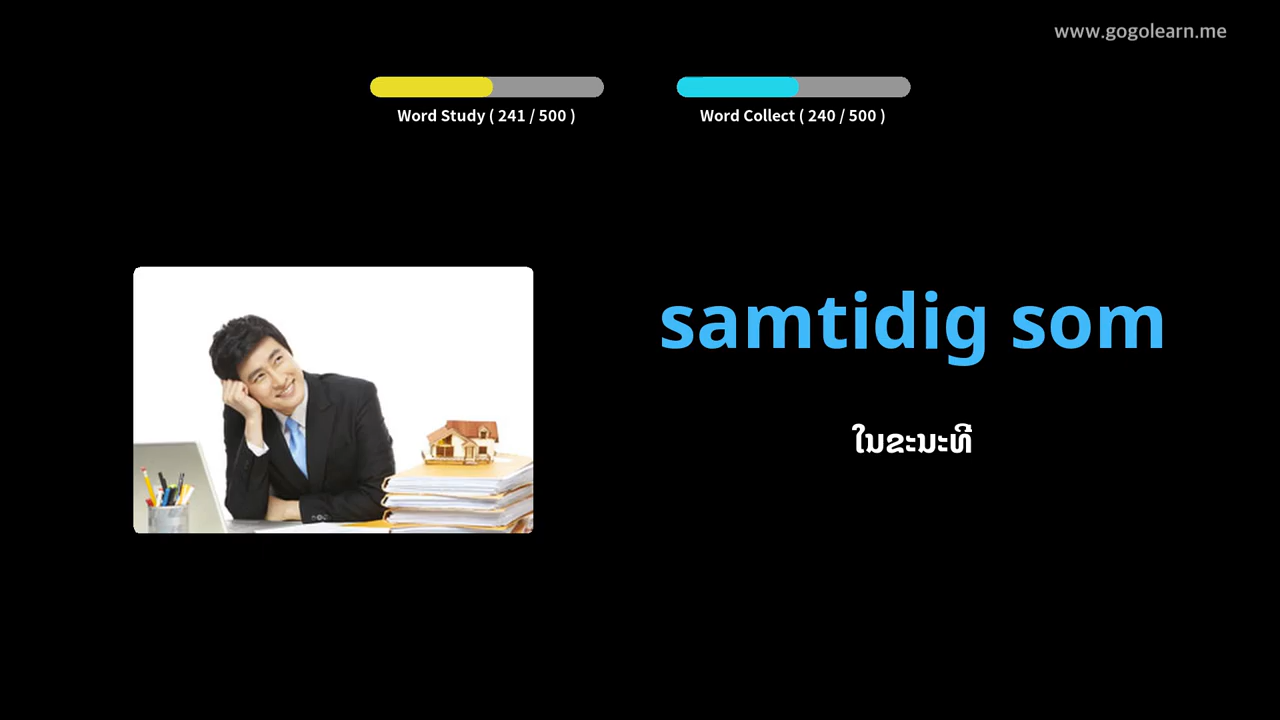 www.gogolearn.me
Word Study ( 241 / 500 )
Word Collect ( 240 / 500 )
samtidig som
ໃນຂະນະທີ